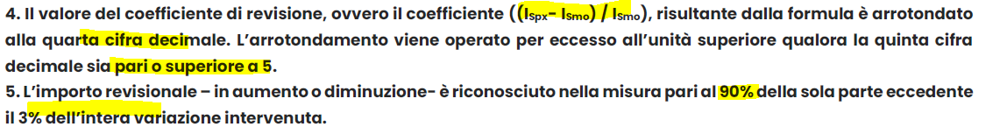 4. Il valore del coefficiente di revisione, ovvero il coefficiente ((Ispx- Ismo) / Ismo), risultante dalla formula è arrotondato
alla quarta cifra decimale. L’arrotondamento viene operato per eccesso all’unità superiore qualora la quinta cifra
decimale sia pari o superiore a 5.
5. L’importo revisionale – in aumento o diminuzione- è riconosciuto nella misura pari al 90% della sola parte eccedente
il 3% dell’intera variazione intervenuta.